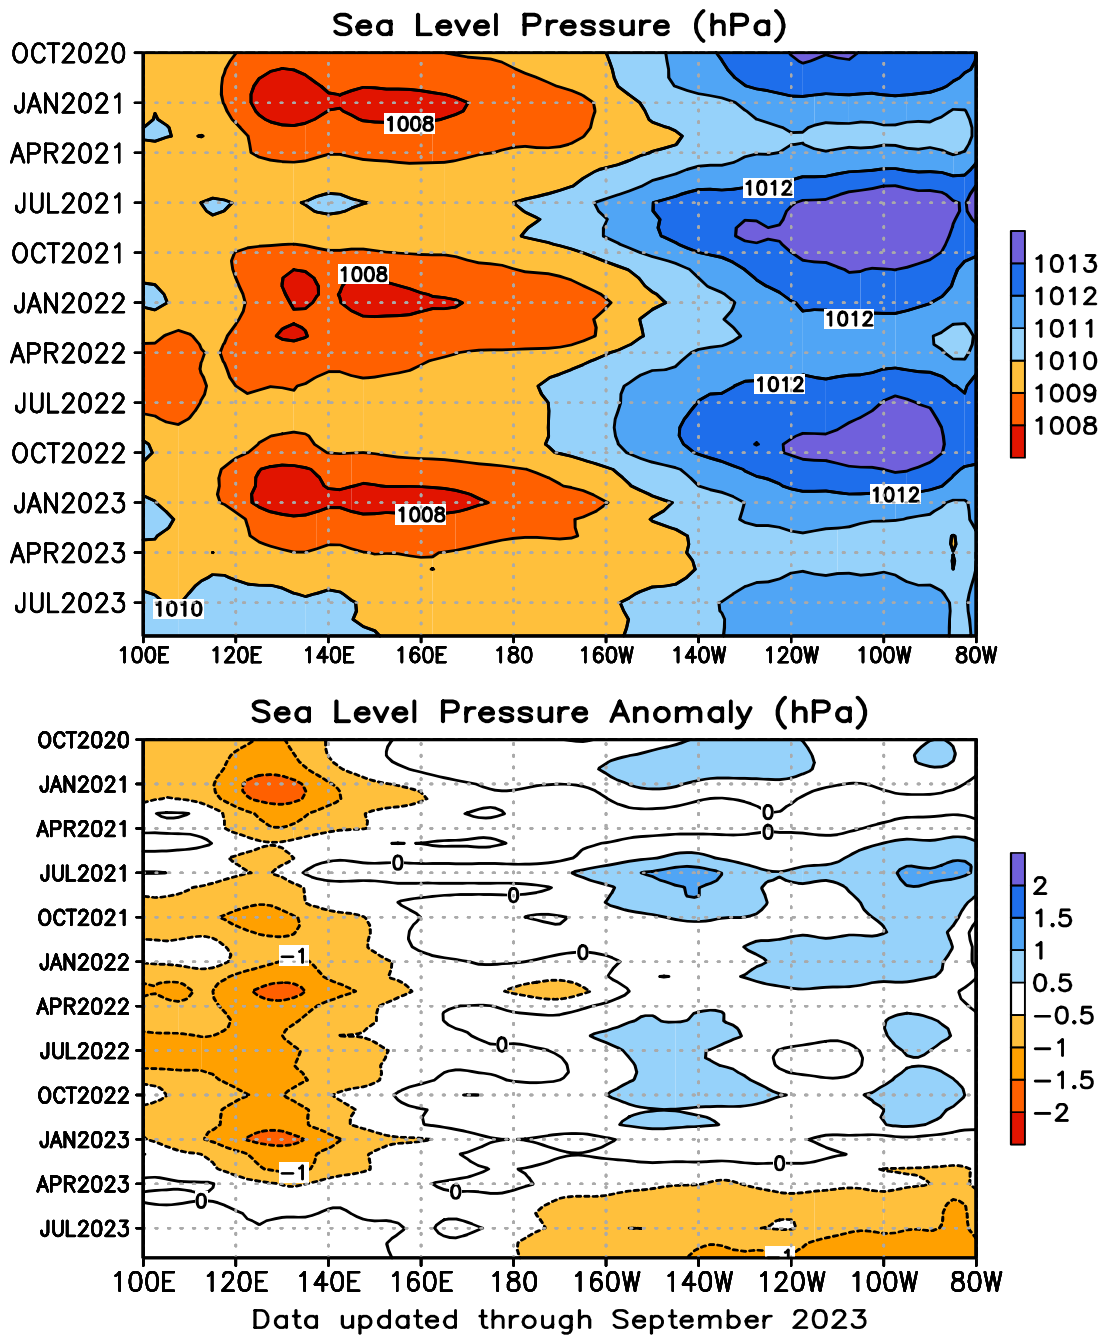 Sea Level Pressure (hPa)
OCT2020
JAN2021
1008
APR2021
1012
JUL2021
OCT2021
1008
JAN2022
1012
APR2022
1012
JUL2022
OCT2022
1012
JAN2023
1008
APR2023
JUL2023
1010
100E 120E 140E 160E 180 160W 140W 120W 100W 80W
1013
1012
1011
1010
1009
1008
Sea Level Pressure Anomaly (hPa)
OCT2020
JAN2021
0
APR2021
0
0
JUL2021
0
OCT2021
-1
0
JAN2022
APR2022
0
JUL2022
OCT2022
JAN2023
0
-1
APR2023
0
0
JUL2023
-1
100E 120E 140E 160E 180 160W 140W 120W 100W 80W
2
1.5
1
0.5
-0.5
-1
-1.5
-2
Data updated through September 2023